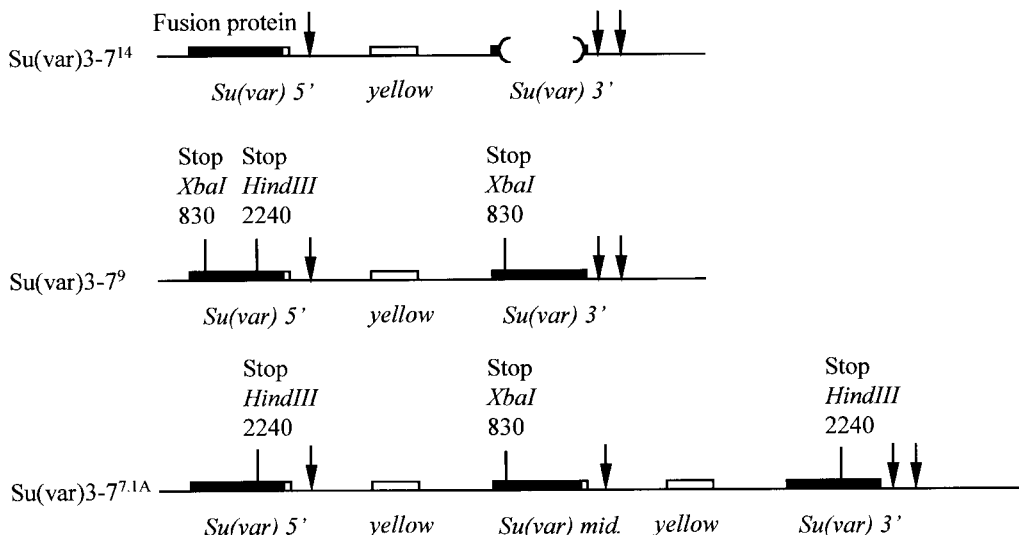 Fusion protein
Su(var)3-7¹⁴
Su(var) 5’ yellow Su(var) 3’
Stop Stop Stop
XbaI HindIII XbaI
830 2240 830
Su(var)3-7⁹
Su(var) 5’ yellow Su(var) 3’
Stop Stop Stop
HindIII XbaI HindIII
2240 830 2240
Su(var)3-7⁷·¹ᴬ
Su(var) 5’ yellow Su(var) mid. yellow Su(var) 3’